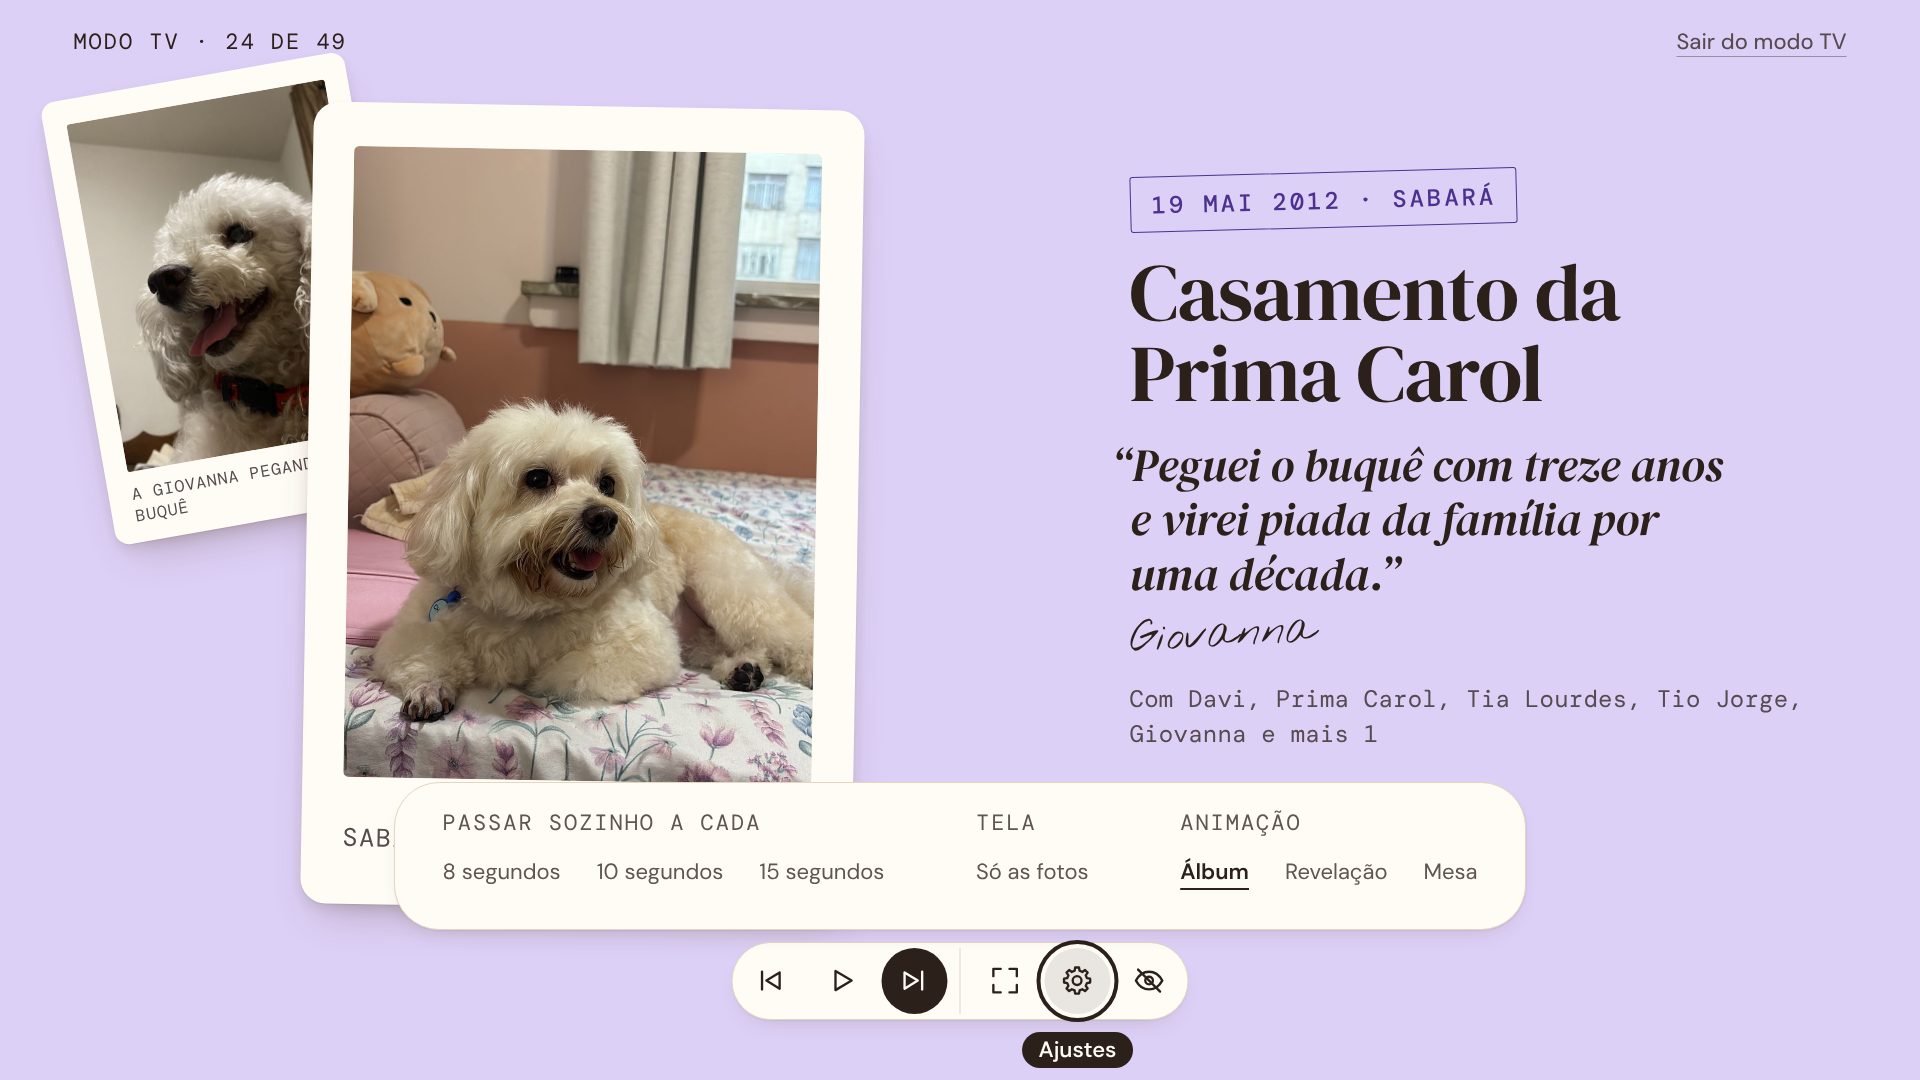 MODO TV · 24 DE 49
Sair do modo TV
A GIOVANNA
BUQUÊ
19 MAI 2012 · SABARÁ
Casamento da
Prima Carol
“Peguei o buquê com treze anos
e virei piada da família por
uma década.”
Giovanna
Com Davi, Prima Carol, Tia Lourdes, Tio Jorge,
Giovanna e mais 1
PASSAR SOZINHO A CADA
8 segundos 10 segundos 15 segundos
TELA
Só as fotos
ANIMAÇÃO
Álbum Revelação Mesa
Ajustes